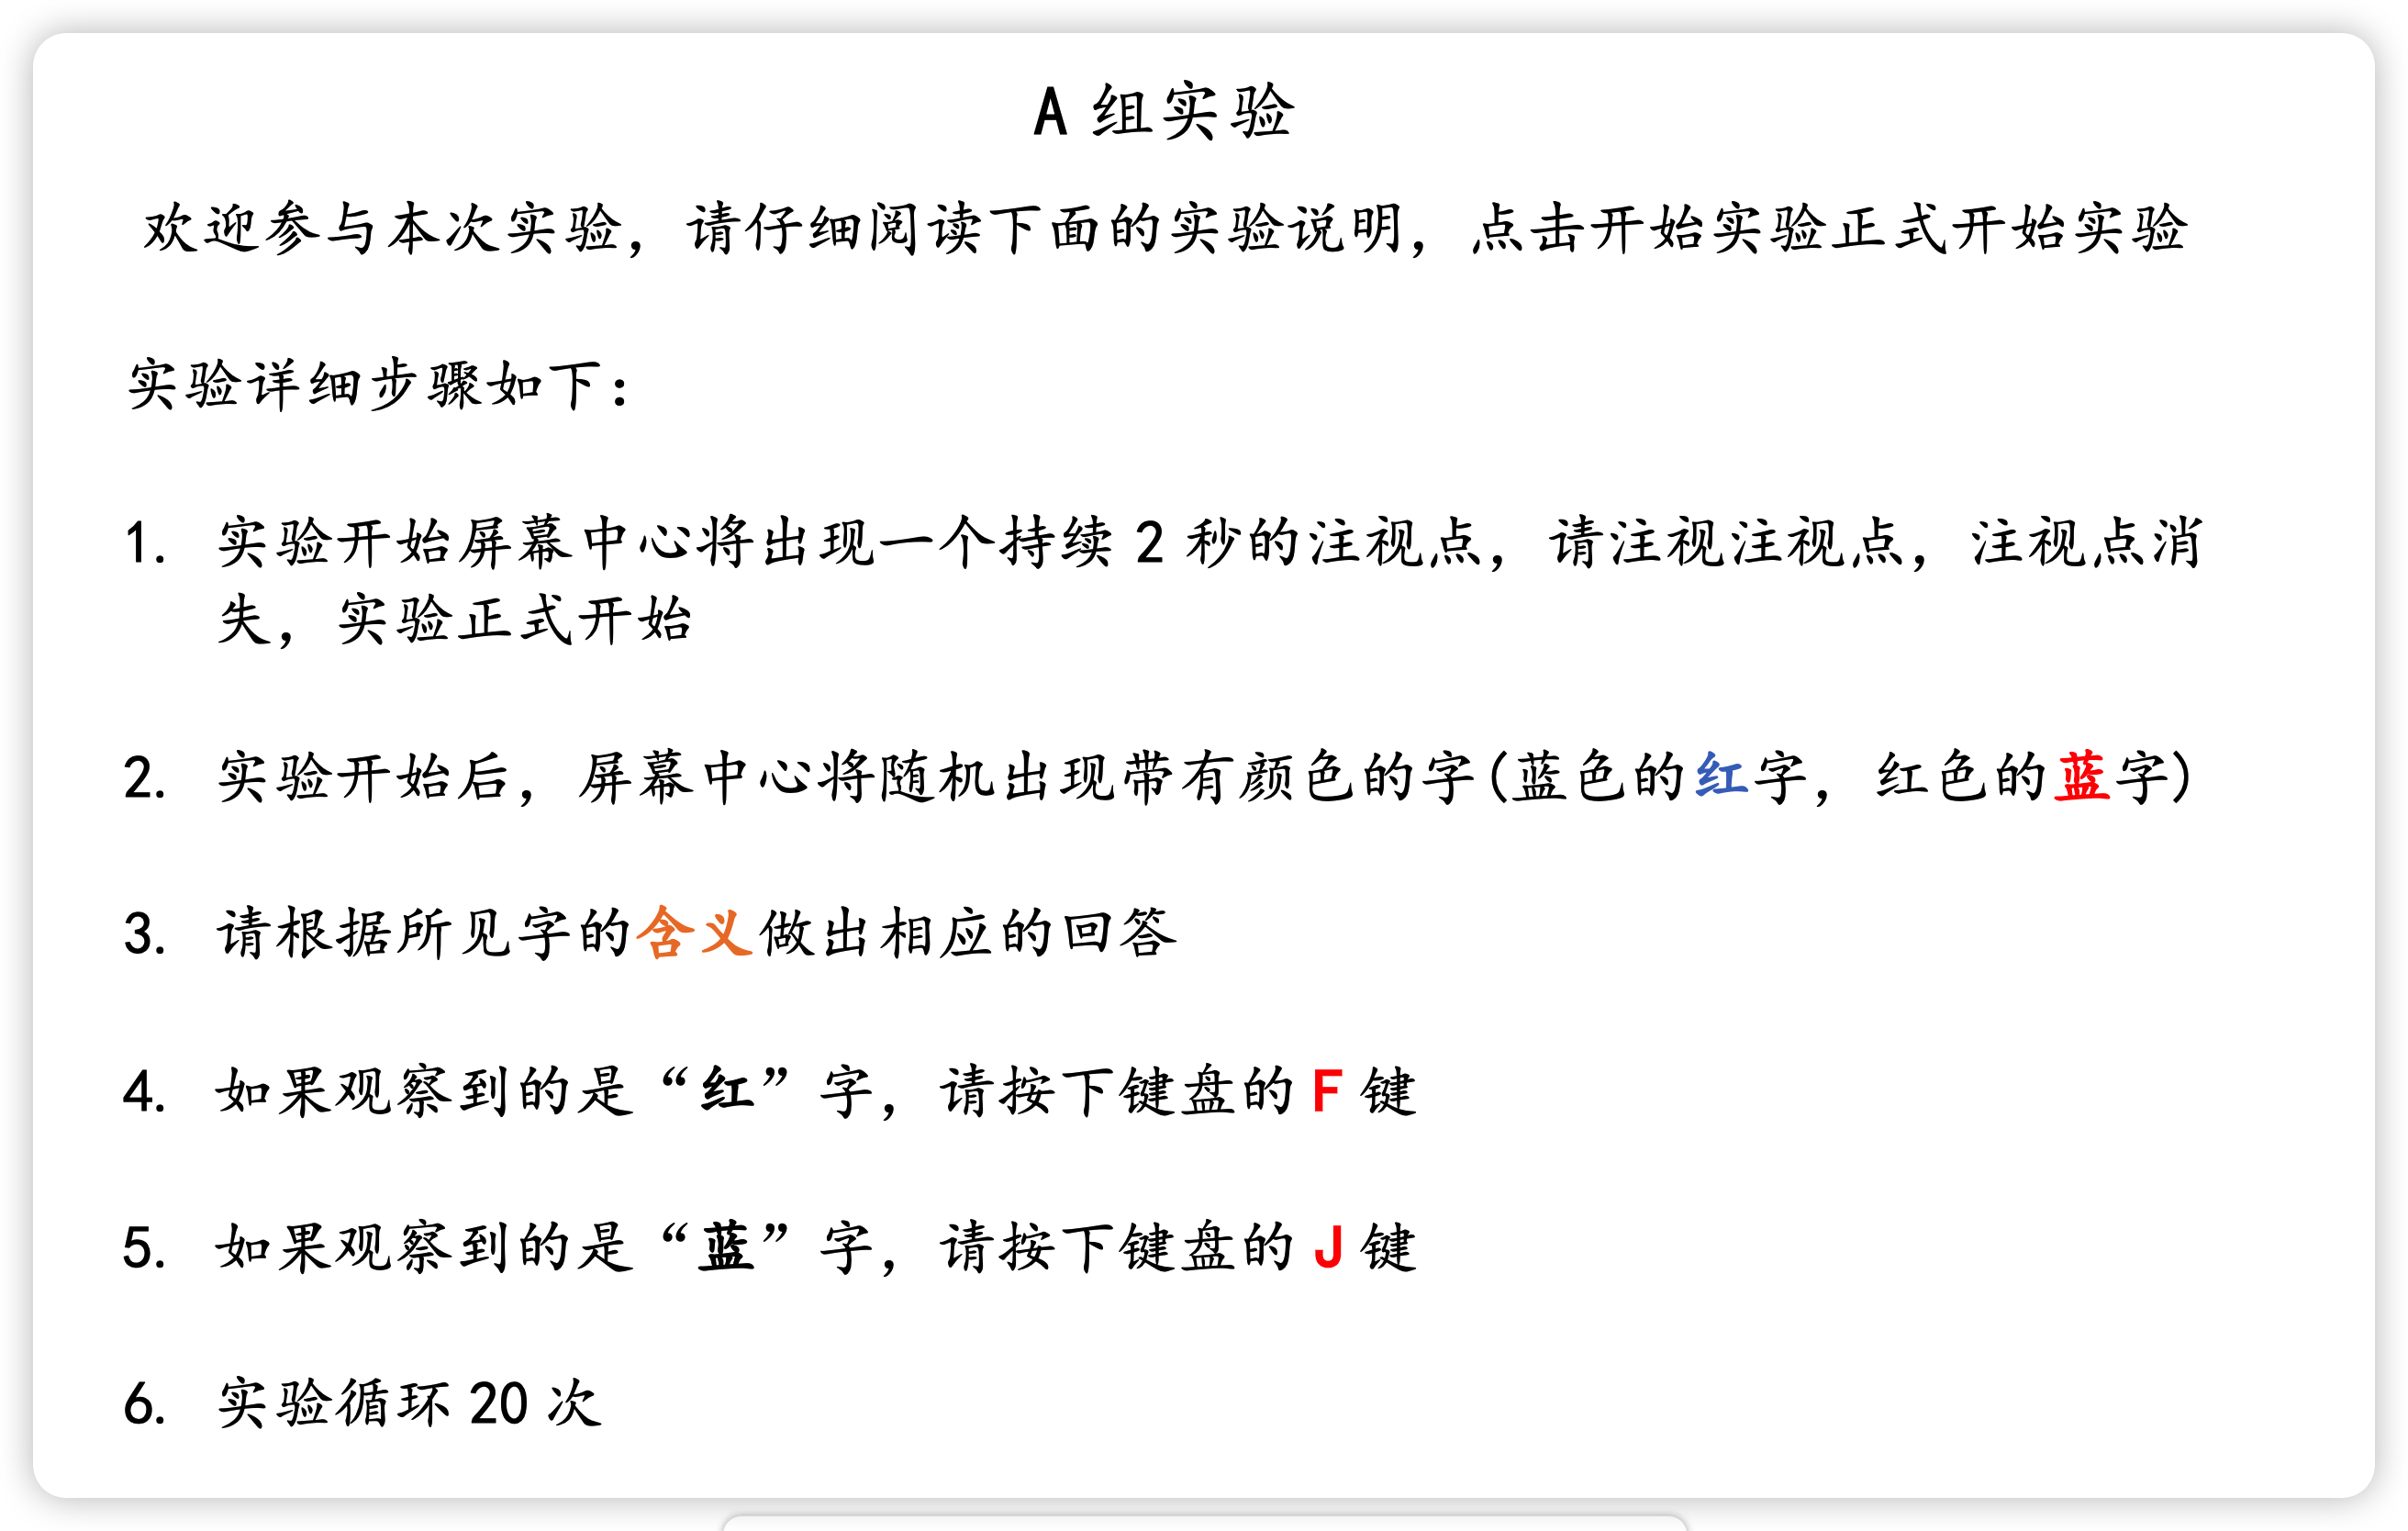 A 组实验
欢迎参与本次实验，请仔细阅读下面的实验说明，点击开始实验正式开始实验
实验详细步骤如下：
1. 实验开始屏幕中心将出现一个持续 2 秒的注视点，请注视注视点，注视点消
失，实验正式开始
2. 实验开始后，屏幕中心将随机出现带有颜色的字(蓝色的红字，红色的蓝字)
3. 请根据所见字的含义做出相应的回答
4. 如果观察到的是“红”字，请按下键盘的 F 键
5. 如果观察到的是“蓝”字，请按下键盘的 J 键
6. 实验循环 20 次